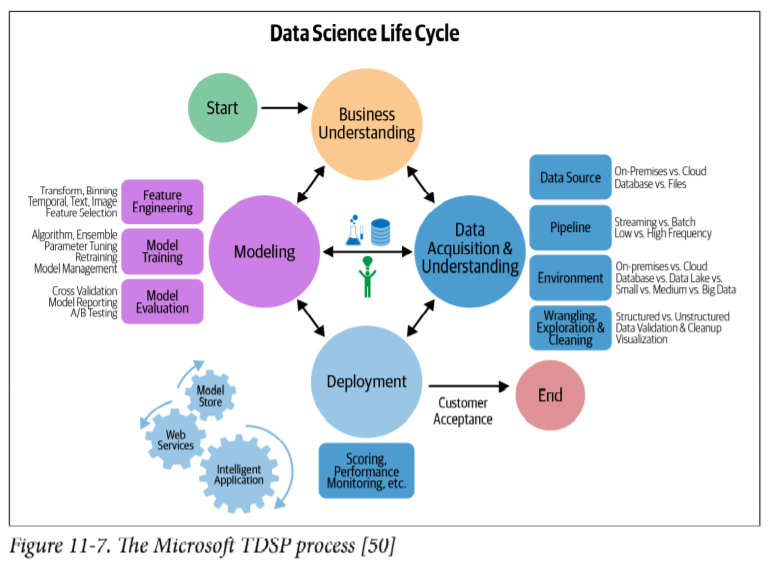 Data Science Life Cycle
Start
Business
Understanding
Transform, Binning
Temporal, Text, Image
Feature Selection
Feature
Engineering
Algorithm, Ensemble
Parameter Tuning
Retraining
Model Management
Model
Training
Cross Validation
Model Reporting
A/B Testing
Model
Evaluation
Modeling
Data
Acquisition &
Understanding
Data Source
On-Premises vs. Cloud
Database vs. Files
Pipeline
Streaming vs. Batch
Low vs. High Frequency
Environment
On-premises vs. Cloud
Database vs. Data Lake vs.
Small vs. Medium vs. Big Data
Wrangling,
Exploration &
Cleaning
Structured vs. Unstructured
Data Validation & Cleanup
Visualization
Deployment
Customer
Acceptance
End
Scoring,
Performance
Monitoring, etc.
Model
Store
Web
Services
Intelligent
Application
Figure 11-7. The Microsoft TDSP process [50]